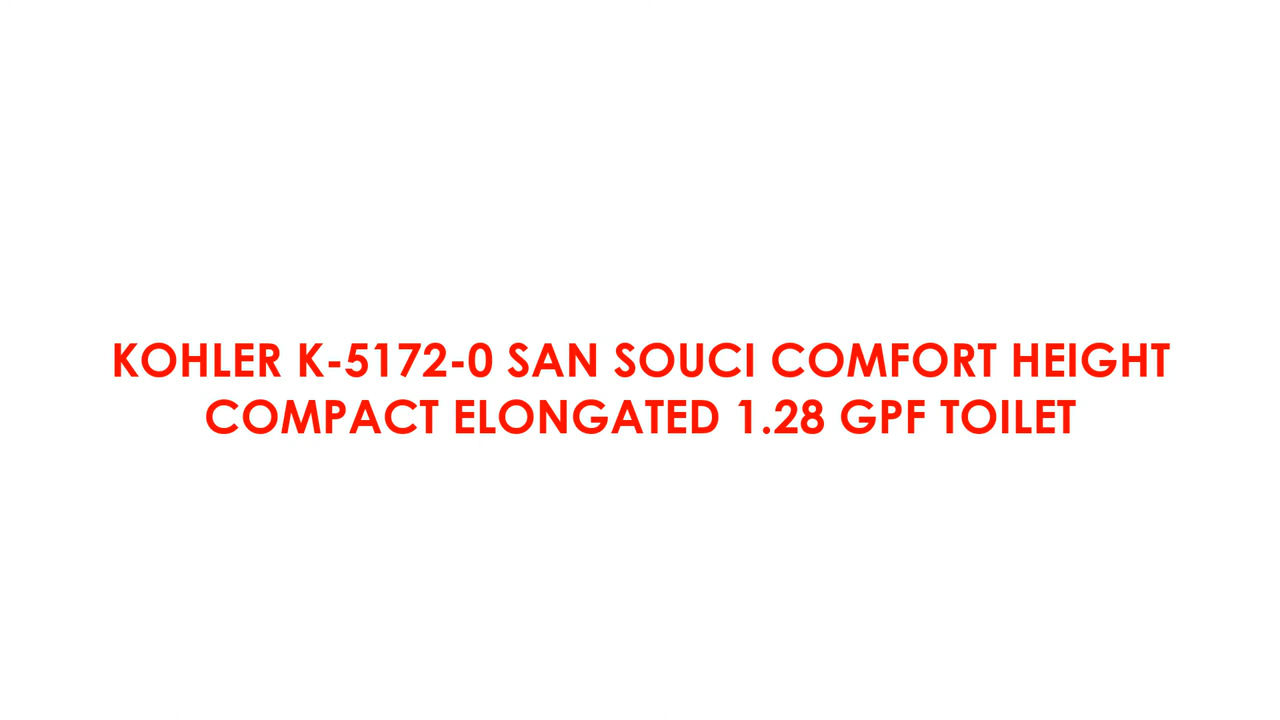 KOHLER K-5172-0 SAN SOUCI COMFORT HEIGHT
COMPACT ELONGATED 1.28 GPF TOILET